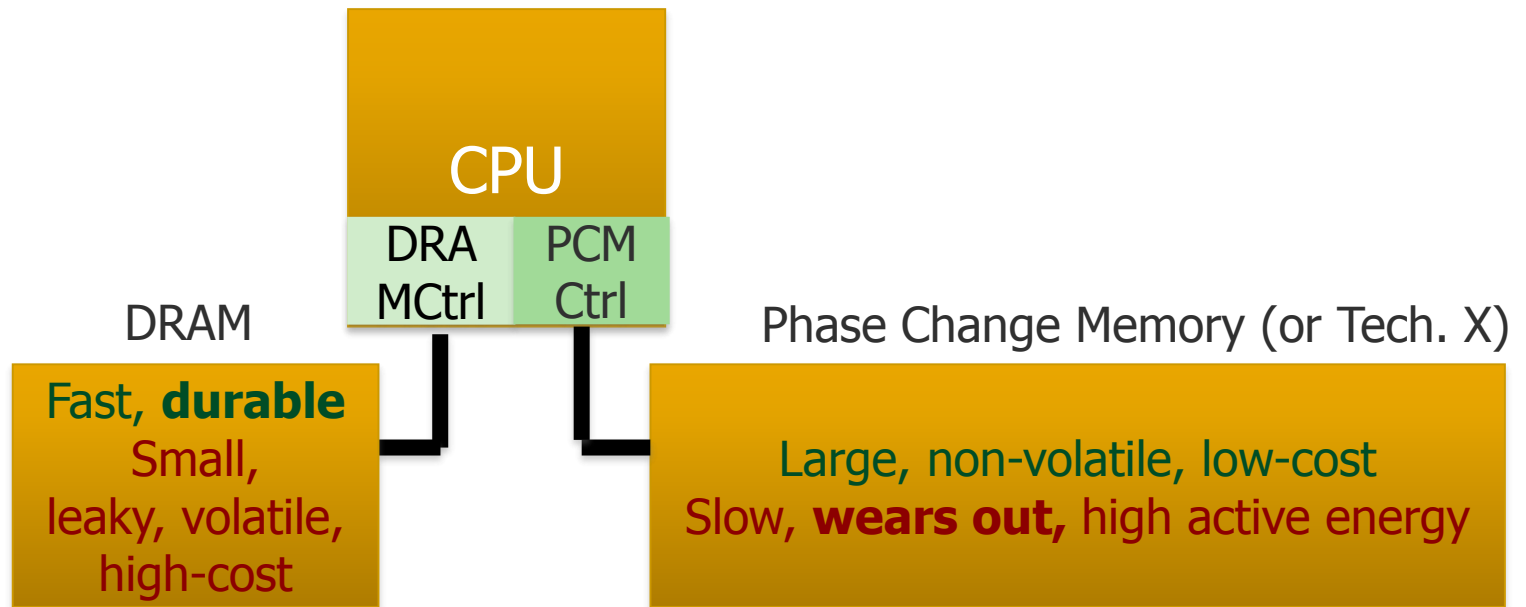 CPU
DRA
MCtrl
PCM
Ctrl
DRAM
Fast, durable
Small,
leaky, volatile,
high-cost
Phase Change Memory (or Tech. X)
Large, non-volatile, low-cost
Slow, wears out, high active energy